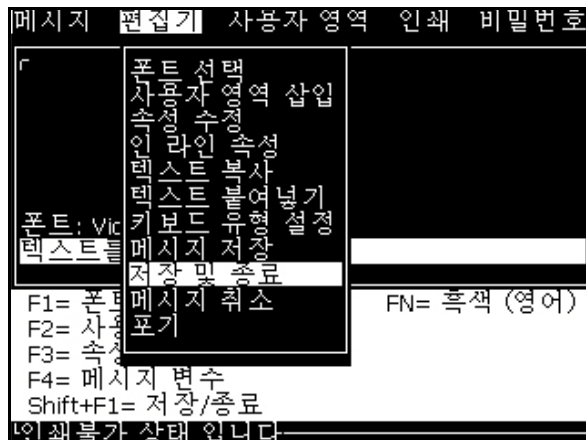 메시지 편집기 사용자 영역 인쇄 비밀번호
폰트 선택
사용자 영역 삽입
속성 수정
인 라인 속성
텍스트 복사
텍스트 붙여넣기
키보드 유형 설정
메시지 저장
저장 및 종료
메시지 취소
포기
폰트:
F1= FN= 흑색 (영어)
F2=
F3=
F4= 메시지 변수
Shift+F1= 저장/종료
인쇄불가 상태 입니다